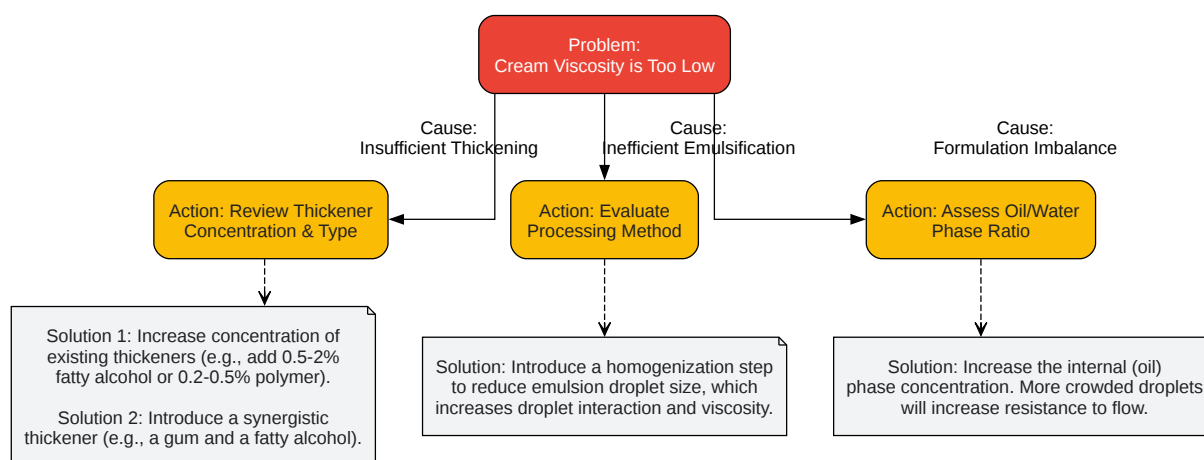 Problem:
Cream Viscosity is Too Low
Cause:
Insufficient Thickening
Cause:
Inefficient Emulsification
Cause:
Formulation Imbalance
Action: Review Thickener
Concentration & Type
Action: Evaluate
Processing Method
Action: Assess Oil/Water
Phase Ratio
Solution 1: Increase concentration of
existing thickeners (e.g., add 0.5-2%
fatty alcohol or 0.2-0.5% polymer).
Solution 2: Introduce a synergistic
thickener (e.g., a gum and a fatty alcohol).
Solution: Introduce a homogenization step
to reduce emulsion droplet size, which
increases droplet interaction and viscosity.
Solution: Increase the internal (oil)
phase concentration. More crowded droplets
will increase resistance to flow.